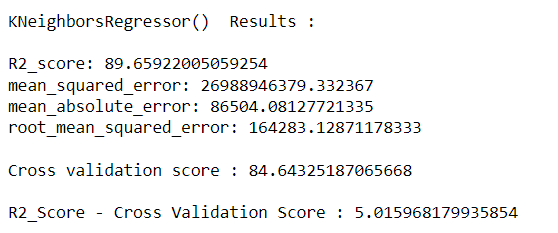 KNeighborsRegressor()  Results :
R2_score: 89.65922005059254
mean_squared_error: 26988946379.332367
mean_absolute_error: 86504.08127721335
root_mean_squared_error: 164283.12871178333
Cross validation score : 84.64325187065668
R2_Score - Cross Validation Score : 5.015968179935854